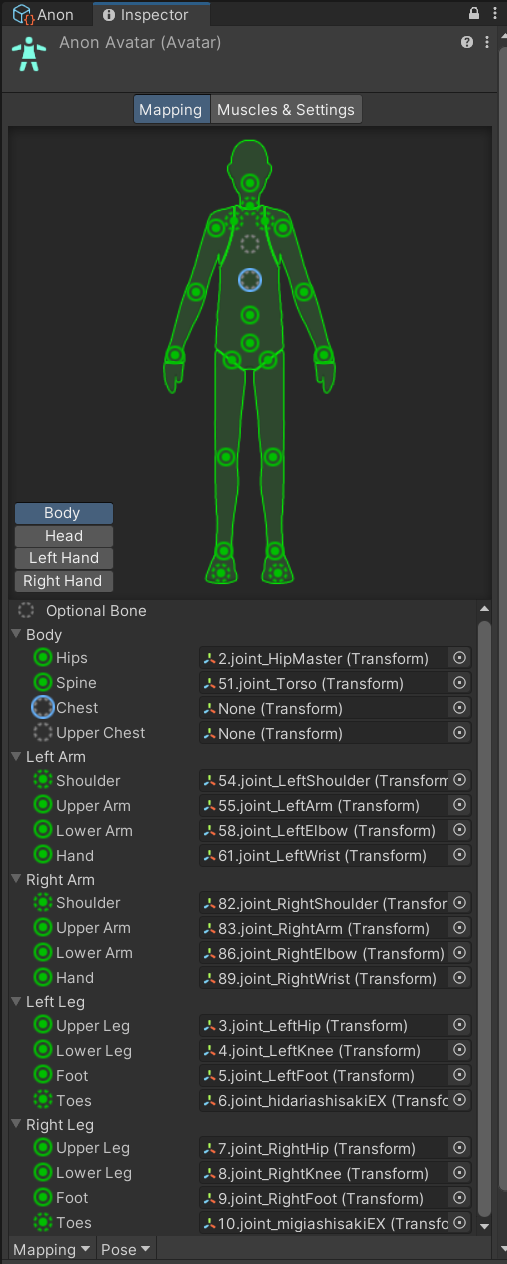 Anon
Inspector
Anon Avatar (Avatar)
Mapping
Muscles & Settings
Body
Head
Left Hand
Right Hand
Optional Bone
Body
Hips 2.joint_HipMaster (Transform)
Spine 51.joint_Torso (Transform)
Chest None (Transform)
Upper Chest None (Transform)
Left Arm
Shoulder 54.joint_LeftShoulder (Transform
Upper Arm 55.joint_LeftArm (Transform)
Lower Arm 58.joint_LeftElbow (Transform)
Hand 61.joint_LeftWrist (Transform)
Right Arm
Shoulder 82.joint_RightShoulder (Transfor
Upper Arm 83.joint_RightArm (Transform)
Lower Arm 86.joint_RightElbow (Transform)
Hand 89.joint_RightWrist (Transform)
Left Leg
Upper Leg 3.joint_LeftHip (Transform)
Lower Leg 4.joint_LeftKnee (Transform)
Foot 5.joint_LeftFoot (Transform)
Toes 6.joint_hidariashisakiEX (Transfo
Right Leg
Upper Leg 7.joint_RightHip (Transform)
Lower Leg 8.joint_RightKnee (Transform)
Foot 9.joint_RightFoot (Transform)
Toes 10.joint_migiashisakiEX (Transfo
Mapping Pose